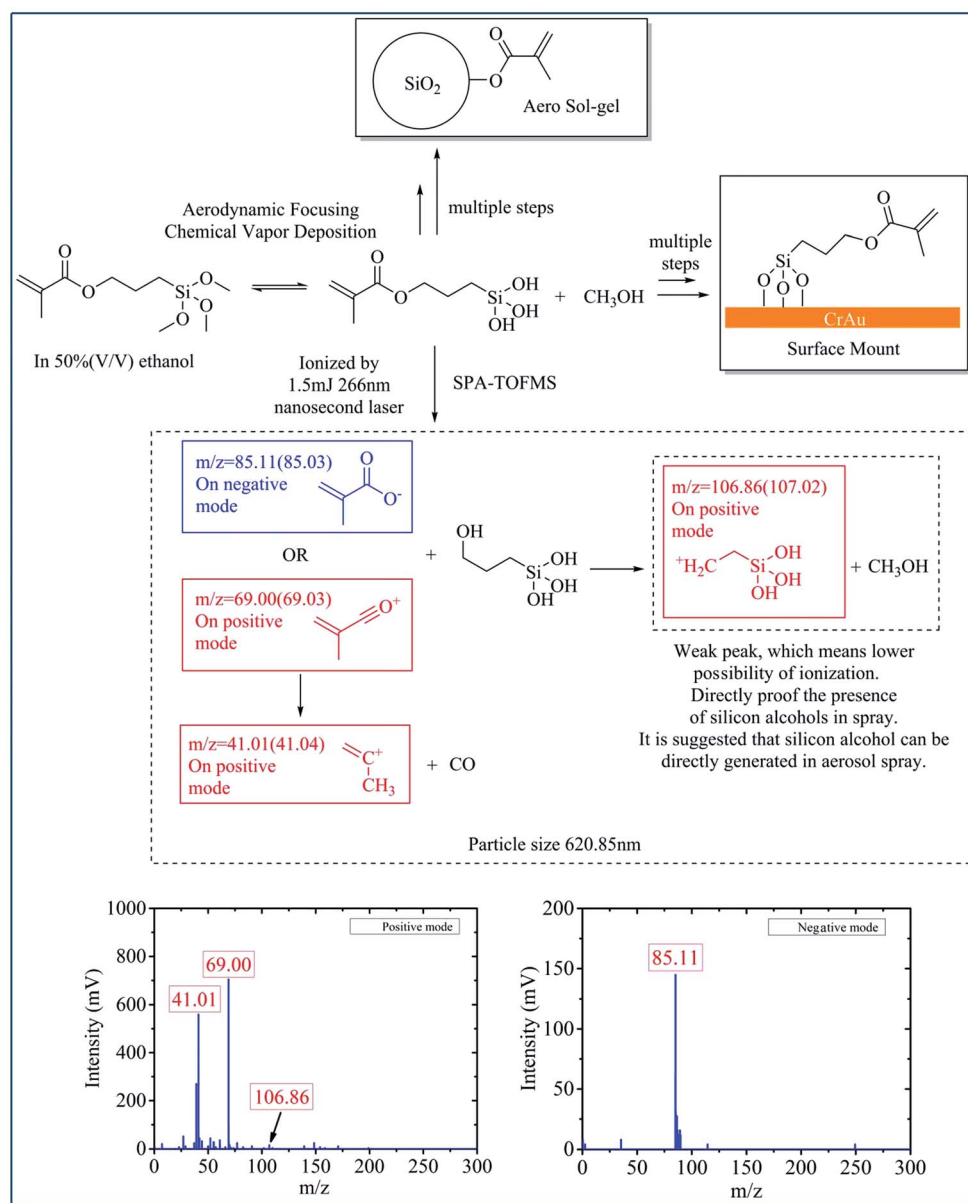 O
O
SiO₂
Aero Sol-gel
Aerodynamic Focusing
Chemical Vapor Deposition
multiple steps
O
O
Si
O
O
O
In 50%(V/V) ethanol
O
O
Si
OH
OH
OH
+ CH₃OH
multiple
steps
O
O
Si
O
O
O
CrAu
Surface Mount
Ionized by
1.5mJ 266nm
nanosecond laser
SPA-TOFMS
m/z=85.11(85.03)
On negative
mode
O
O⁻
OR
m/z=69.00(69.03)
On positive
mode
O⁺
m/z=41.01(41.04)
On positive
mode
C⁺
CH₃
+ CO
+
OH
Si
OH
OH
OH
m/z=106.86(107.02)
On positive
mode
⁺H₂C
Si
OH
OH
OH
+ CH₃OH
Weak peak, which means lower
possibility of ionization.
Directly proof the presence
of silicon alcohols in spray.
It is suggested that silicon alcohol can be
directly generated in aerosol spray.
Particle size 620.85nm
1000
800
600
400
200
0
Intensity (mV)
Positive mode
69.00
41.01
106.86
0 50 100 150 200 250 300
m/z
200
150
100
50
0
Intensity (mV)
Negative mode
85.11
0 50 100 150 200 250 300
m/z